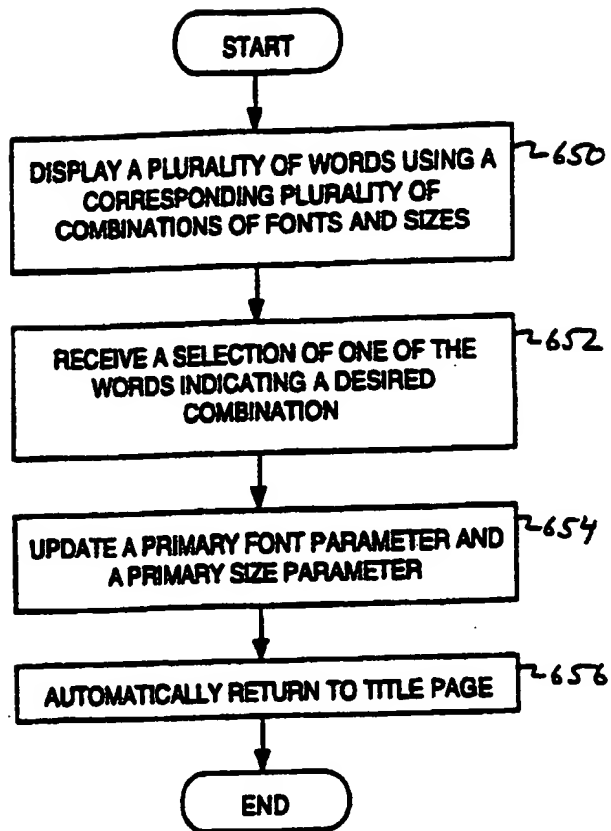 START
DISPLAY A PLURALITY OF WORDS USING A
CORRESPONDING PLURALITY OF
COMBINATIONS OF FONTS AND SIZES
650
RECEIVE A SELECTION OF ONE OF THE
WORDS INDICATING A DESIRED
COMBINATION
652
UPDATE A PRIMARY FONT PARAMETER AND
A PRIMARY SIZE PARAMETER
654
AUTOMATICALLY RETURN TO TITLE PAGE
656
END